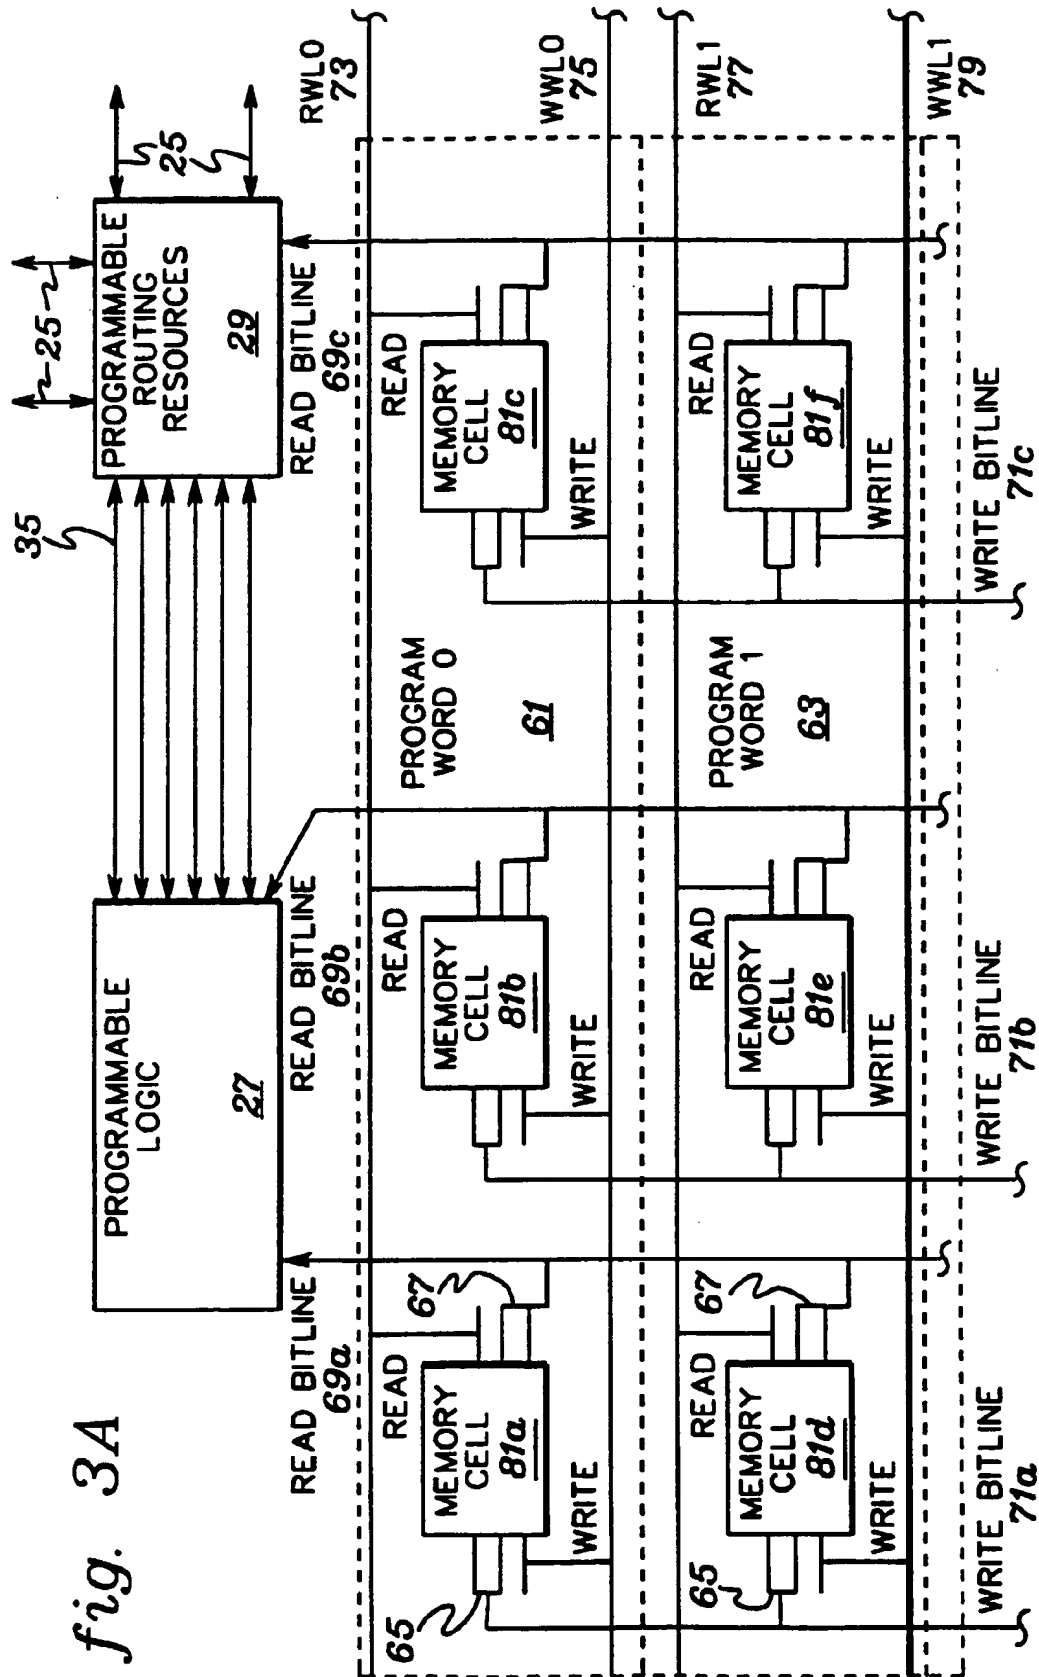 fig. 3A
PROGRAMMABLE
LOGIC
27
35
25
25
PROGRAMMABLE
ROUTING
RESOURCES
29
READ BITLINE
69a
READ BITLINE
69b
READ BITLINE
69c
RWL0
73
READ
67
READ
READ
MEMORY
CELL
81a
MEMORY
CELL
81b
PROGRAM
WORD 0
61
MEMORY
CELL
81c
65
WRITE
WRITE
WRITE
WWL0
75
RWL1
77
READ
67
READ
READ
MEMORY
CELL
81d
MEMORY
CELL
81e
PROGRAM
WORD 1
63
MEMORY
CELL
81f
65
WRITE
WRITE
WRITE
WWL1
79
WRITE BITLINE
71a
WRITE BITLINE
71b
WRITE BITLINE
71c